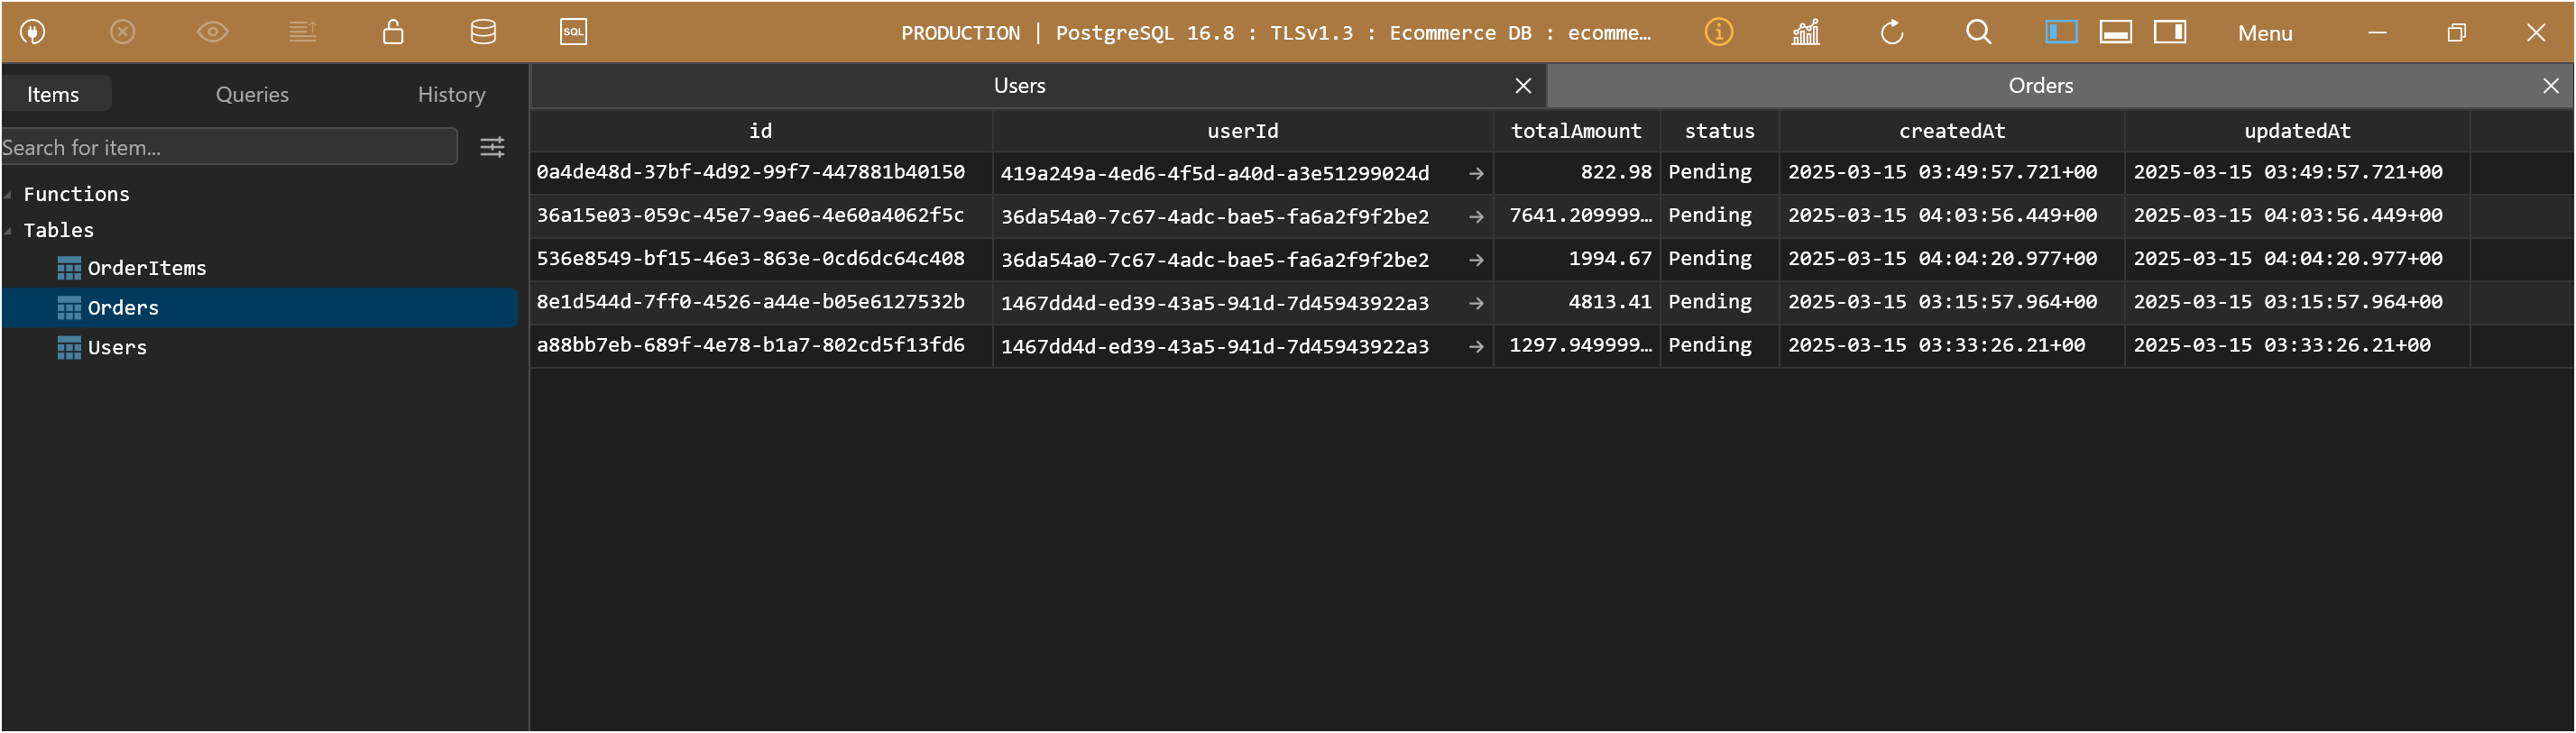 SQL PRODUCTION | PostgreSQL 16.8 : TLSv1.3 : Ecommerce DB : ecomme… Menu
Items Queries History
Users Orders
Search for item...
Functions
Tables
OrderItems
Orders
Users
id userId totalAmount status createdAt updatedAt
0a4de48d-37bf-4d92-99f7-447881b40150 419a249a-4ed6-4f5d-a40d-a3e51299024d → 822.98 Pending 2025-03-15 03:49:57.721+00 2025-03-15 03:49:57.721+00
36a15e03-059c-45e7-9ae6-4e60a4062f5c 36da54a0-7c67-4adc-bae5-fa6a2f9f2be2 → 7641.209999… Pending 2025-03-15 04:03:56.449+00 2025-03-15 04:03:56.449+00
536e8549-bf15-46e3-863e-0cd6dc64c408 36da54a0-7c67-4adc-bae5-fa6a2f9f2be2 → 1994.67 Pending 2025-03-15 04:04:20.977+00 2025-03-15 04:04:20.977+00
8e1d544d-7ff0-4526-a44e-b05e6127532b 1467dd4d-ed39-43a5-941d-7d45943922a3 → 4813.41 Pending 2025-03-15 03:15:57.964+00 2025-03-15 03:15:57.964+00
a88bb7eb-689f-4e78-b1a7-802cd5f13fd6 1467dd4d-ed39-43a5-941d-7d45943922a3 → 1297.949999… Pending 2025-03-15 03:33:26.21+00 2025-03-15 03:33:26.21+00